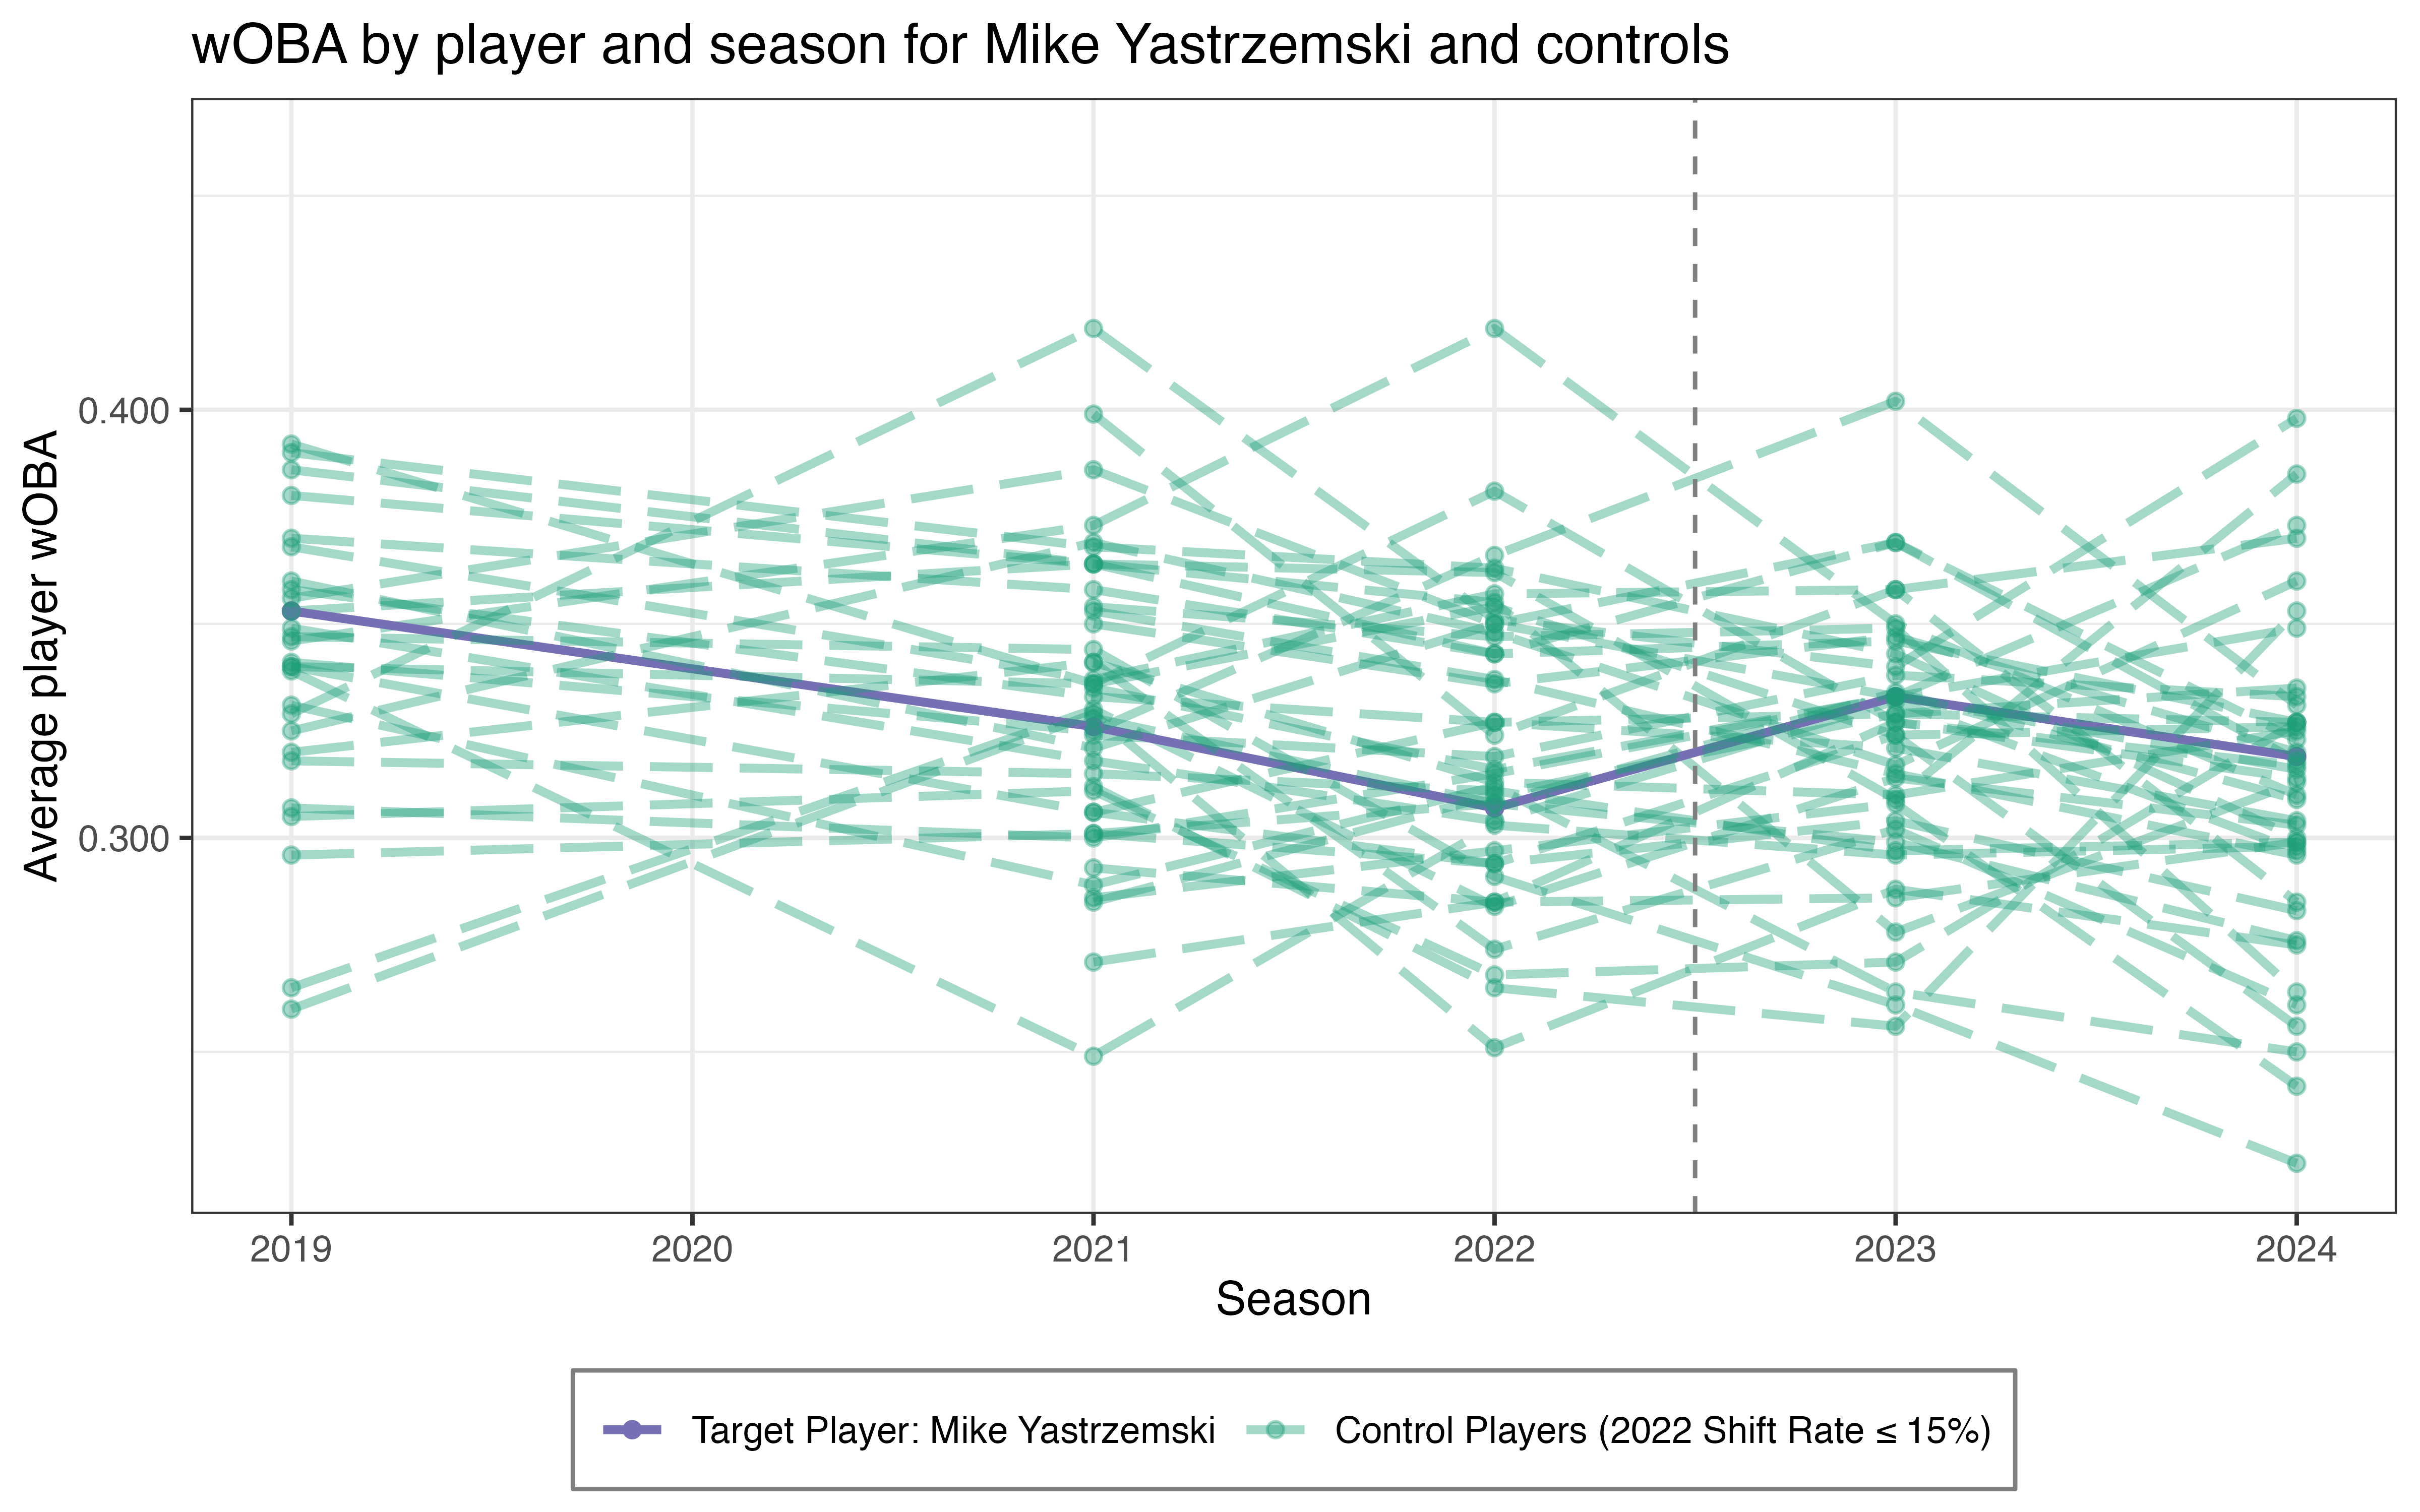 wOBA by player and season for Mike Yastrzemski and controls
Average player wOBA
0.400
0.300
2019 2020 2021 2022 2023 2024
Season
Target Player: Mike Yastrzemski Control Players (2022 Shift Rate ≤ 15%)